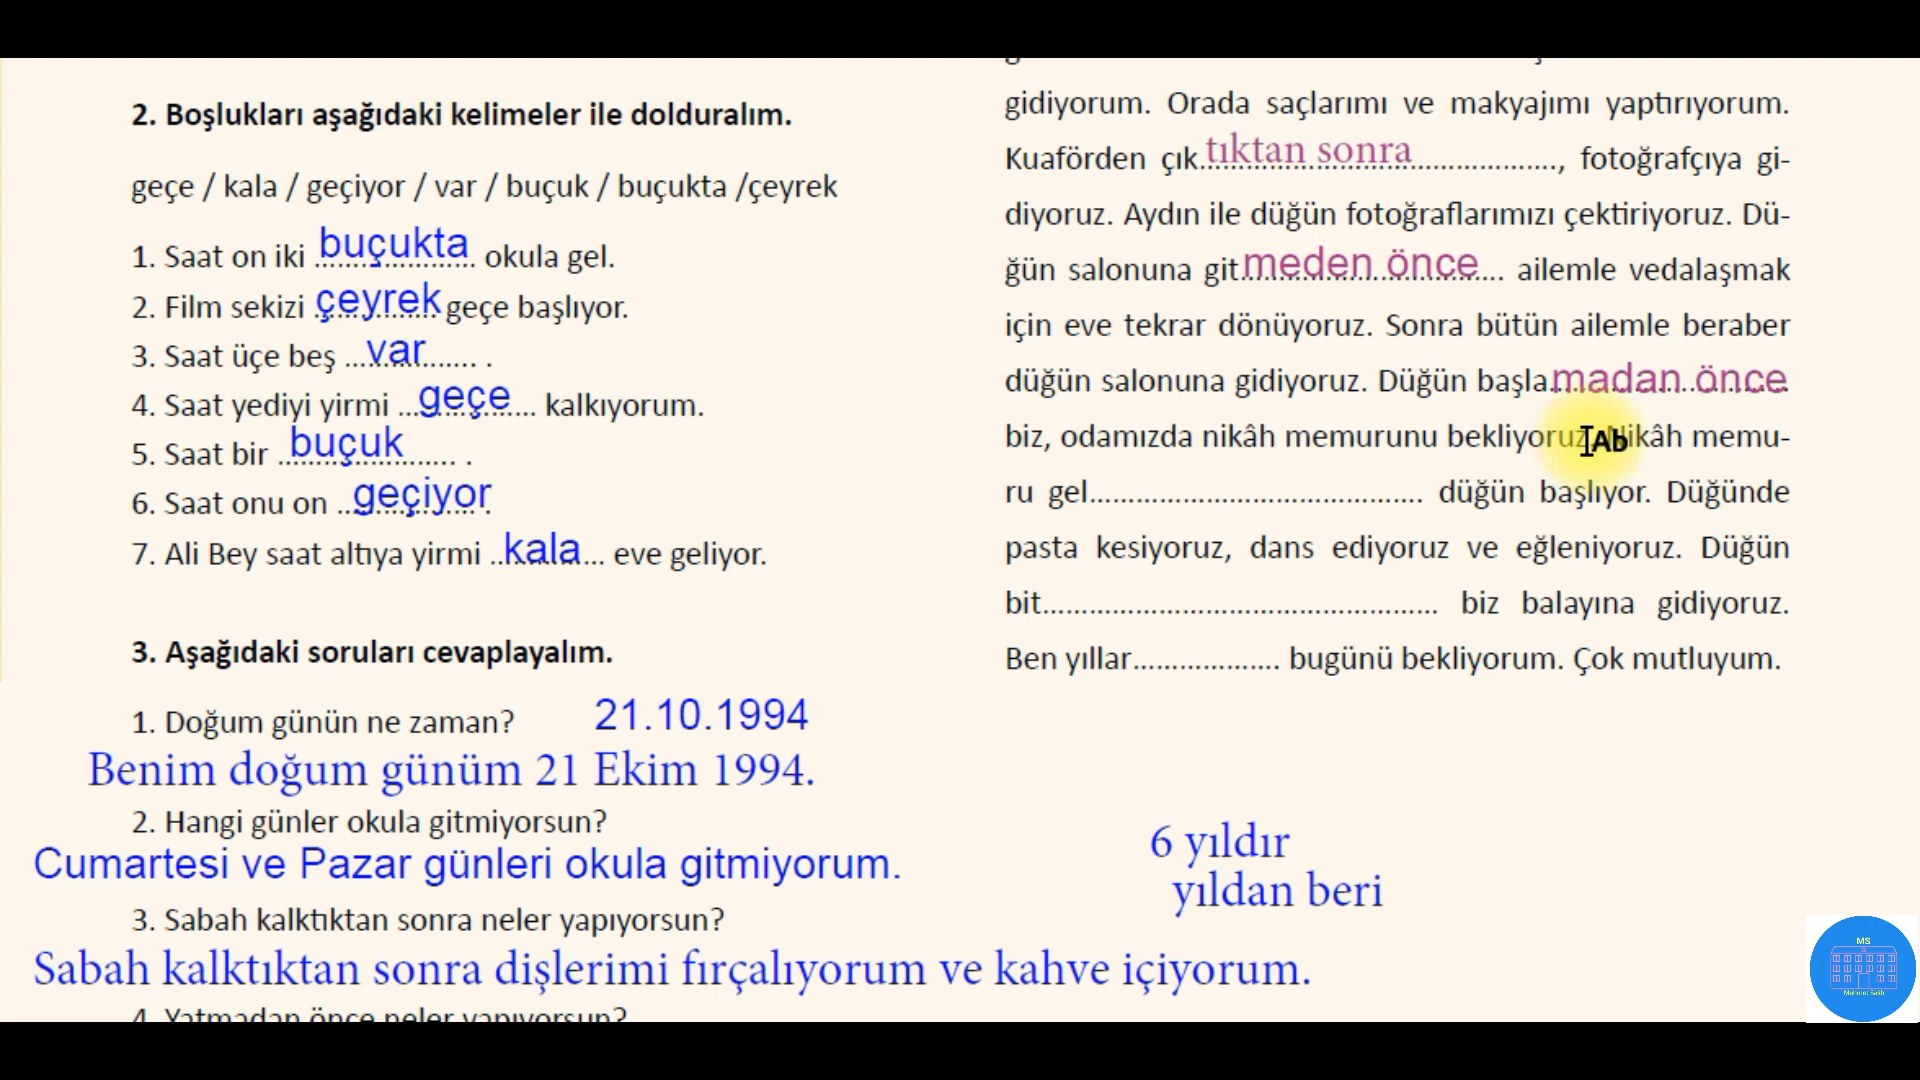 2. Boşlukları aşağıdaki kelimeler ile dolduralım.
geçe / kala / geçiyor / var / buçuk / buçukta /çeyrek
1. Saat on iki buçukta okula gel.
2. Film sekizi çeyrek geçe başlıyor.
3. Saat üçe beş var .
4. Saat yediyi yirmi geçe kalkıyorum.
5. Saat bir buçuk .
6. Saat onu on geçiyor .
7. Ali Bey saat altıya yirmi kala eve geliyor.
3. Aşağıdaki soruları cevaplayalım.
1. Doğum günün ne zaman? 21.10.1994
Benim doğum günüm 21 Ekim 1994.
2. Hangi günler okula gitmiyorsun?
Cumartesi ve Pazar günleri okula gitmiyorum.
3. Sabah kalktıktan sonra neler yapıyorsun?
Sabah kalktıktan sonra dişlerimi fırçalıyorum ve kahve içiyorum.
4. Yatmadan önce neler yapıyorsun?
gidiyorum. Orada saçlarımı ve makyajımı yaptırıyorum.
Kuaförden çıktıktan sonra, fotoğrafçıya gi-
diyoruz. Aydın ile düğün fotoğraflarımızı çektiriyoruz. Dü-
ğün salonuna gitmeden önce ailemle vedalaşmak
için eve tekrar dönüyoruz. Sonra bütün ailemle beraber
düğün salonuna gidiyoruz. Düğün başlamadan önce
biz, odamızda nikâh memurunu bekliyoruz. Nikâh memu-
ru gel........................................ düğün başlıyor. Düğünde
pasta kesiyoruz, dans ediyoruz ve eğleniyoruz. Düğün
bit............................................... biz balayına gidiyoruz.
Ben yıllar.................. bugünü bekliyorum. Çok mutluyum.
6 yıldır
yıldan beri
Ab
MS
Mehmet Salih